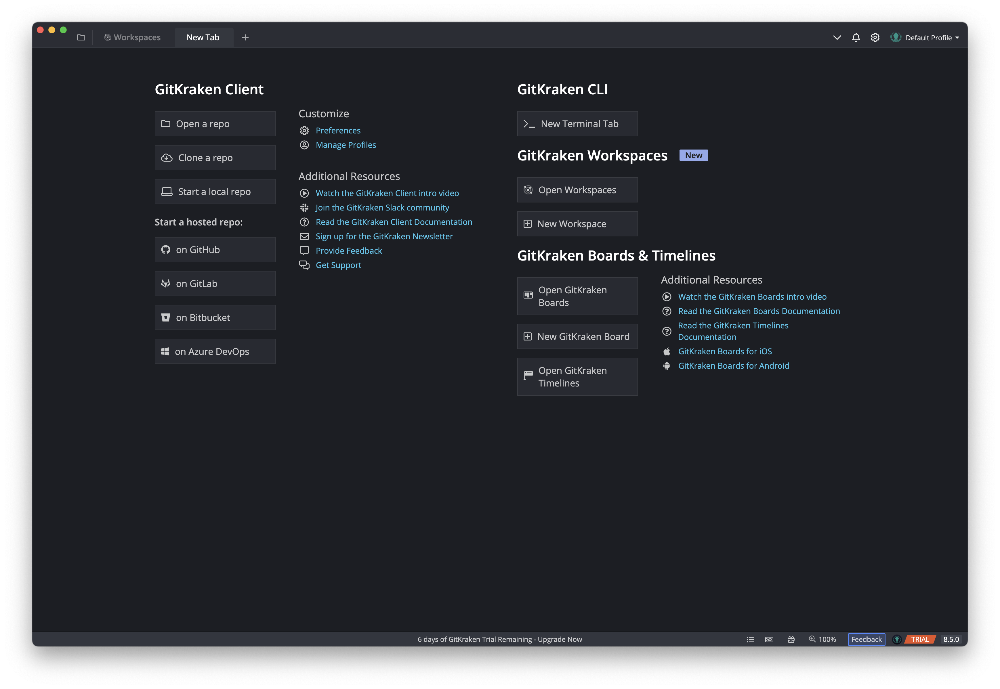 Workspaces
New Tab
Default Profile
GitKraken Client
Open a repo
Clone a repo
Start a local repo
Start a hosted repo:
on GitHub
on GitLab
on Bitbucket
on Azure DevOps
Customize
Preferences
Manage Profiles
Additional Resources
Watch the GitKraken Client intro video
Join the GitKraken Slack community
Read the GitKraken Client Documentation
Sign up for the GitKraken Newsletter
Provide Feedback
Get Support
GitKraken CLI
New Terminal Tab
GitKraken Workspaces
New
Open Workspaces
New Workspace
GitKraken Boards & Timelines
Open GitKraken
Boards
New GitKraken Board
Open GitKraken
Timelines
Additional Resources
Watch the GitKraken Boards intro video
Read the GitKraken Boards Documentation
Read the GitKraken Timelines
Documentation
GitKraken Boards for iOS
GitKraken Boards for Android
6 days of GitKraken Trial Remaining - Upgrade Now
100%
Feedback
TRIAL
8.5.0